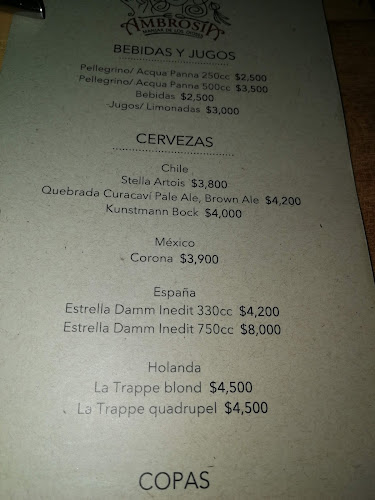 AMBROSIA
BEBIDAS Y JUGOS
Pellegrino/ Acqua Panna 250cc $2,500
Pellegrino/ Acqua Panna 500cc $3,500
Bebidas $2,500
Jugos/ Limonadas $3,000
CERVEZAS
Chile
Stella Artois $3,800
Quebrada Curacaví Pale Ale, Brown Ale $4,200
Kunstmann Bock $4,000
México
Corona $3,900
España
Estrella Damm Inedit 330cc $4,200
Estrella Damm Inedit 750cc $8,000
Holanda
La Trappe blond $4,500
La Trappe quadrupel $4,500
COPAS